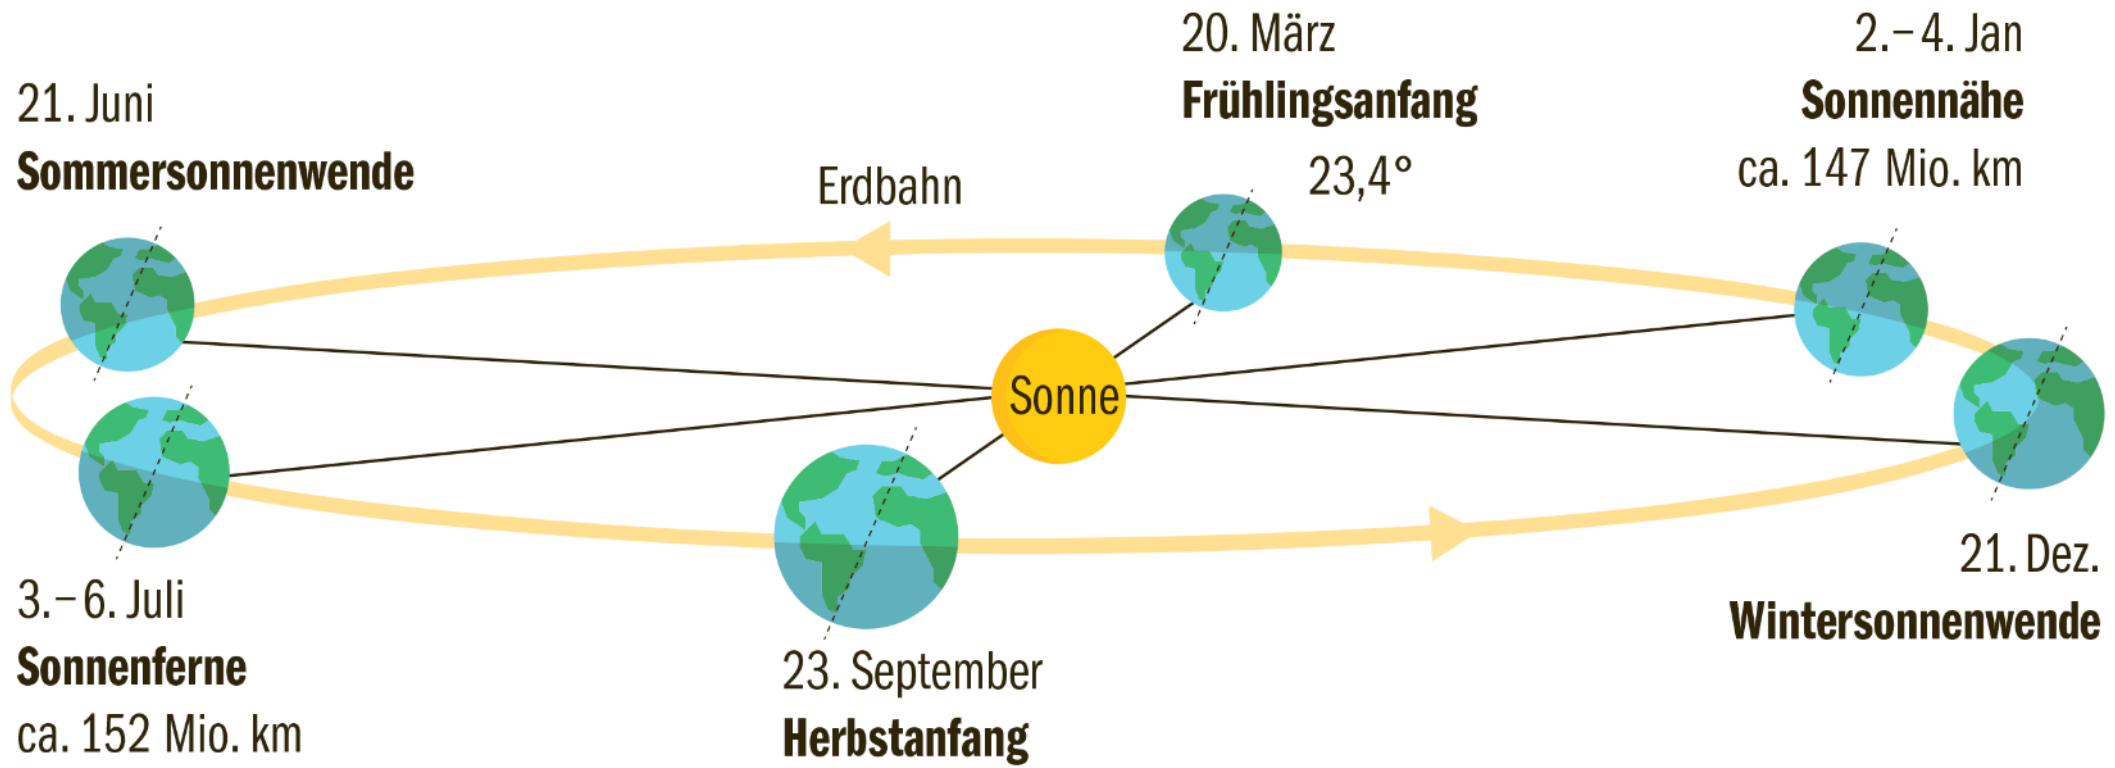 21. Juni
Sommersonnenwende
Erdbahn
20. März
Frühlingsanfang
23,4°
2.–4. Jan
Sonnennähe
ca. 147 Mio. km
Sonne
3.–6. Juli
Sonnenferne
ca. 152 Mio. km
23. September
Herbstanfang
21. Dez.
Wintersonnenwende